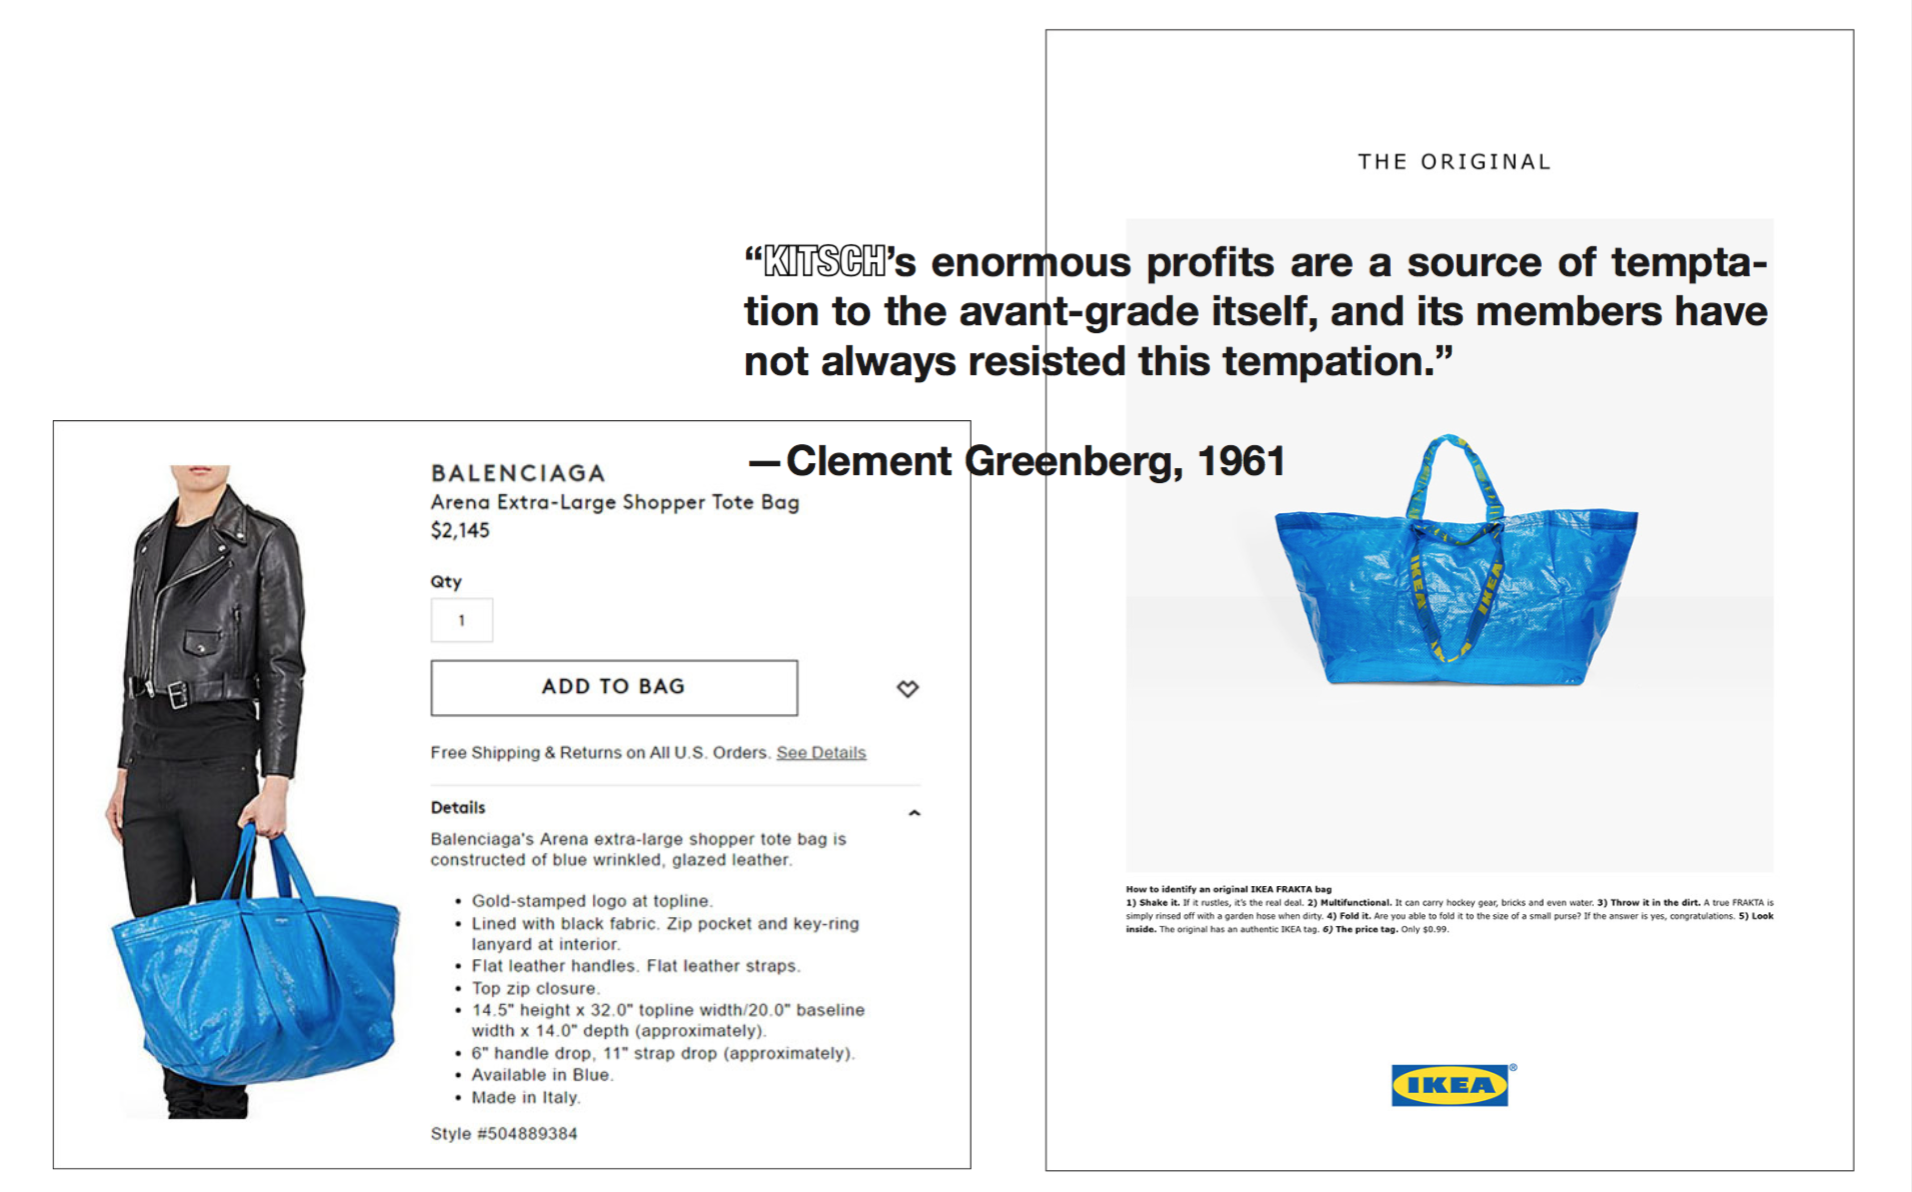 “KITSCH’s enormous profits are a source of tempta-
tion to the avant-grade itself, and its members have
not always resisted this tempation.”
—Clement Greenberg, 1961
BALENCIAGA
Arena Extra-Large Shopper Tote Bag
$2,145
Qty
1
ADD TO BAG
Free Shipping & Returns on All U.S. Orders. See Details
Details
Balenciaga's Arena extra-large shopper tote bag is
constructed of blue wrinkled, glazed leather.
• Gold-stamped logo at topline.
• Lined with black fabric. Zip pocket and key-ring
lanyard at interior.
• Flat leather handles. Flat leather straps.
• Top zip closure.
• 14.5" height x 32.0" topline width/20.0" baseline
width x 14.0" depth (approximately).
• 6" handle drop, 11" strap drop (approximately).
• Available in Blue.
• Made in Italy.
Style #504889384
THE ORIGINAL
IKEA
IKEA
How to identify an original IKEA FRAKTA bag
1) Shake it. If it rustles, it's the real deal. 2) Multifunctional. It can carry hockey gear, bricks and even water. 3) Throw it in the dirt. A true FRAKTA is
simply rinsed off with a garden hose when dirty. 4) Fold it. Are you able to fold it to the size of a small purse? If the answer is yes, congratulations. 5) Look
inside. The original has an authentic IKEA tag. 6) The price tag. Only $0.99.
IKEA®